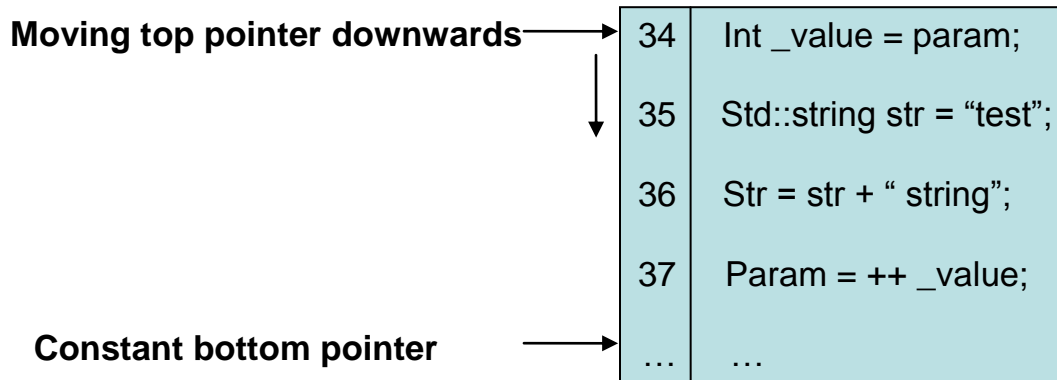 Moving top pointer downwards
34 Int _value = param;
35 Std::string str = “test”;
36 Str = str + “ string”;
37 Param = ++ _value;
Constant bottom pointer
… …